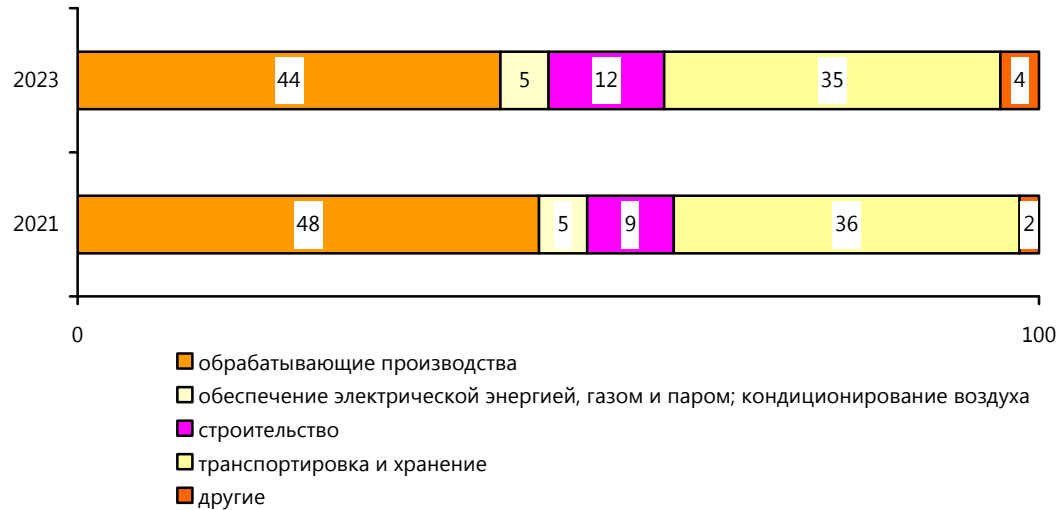 2023 44 5 12 35 4
2021 48 5 9 36 2
0 100
обрабатывающие производства
обеспечение электрической энергией, газом и паром; кондиционирование воздуха
строительство
транспортировка и хранение
другие